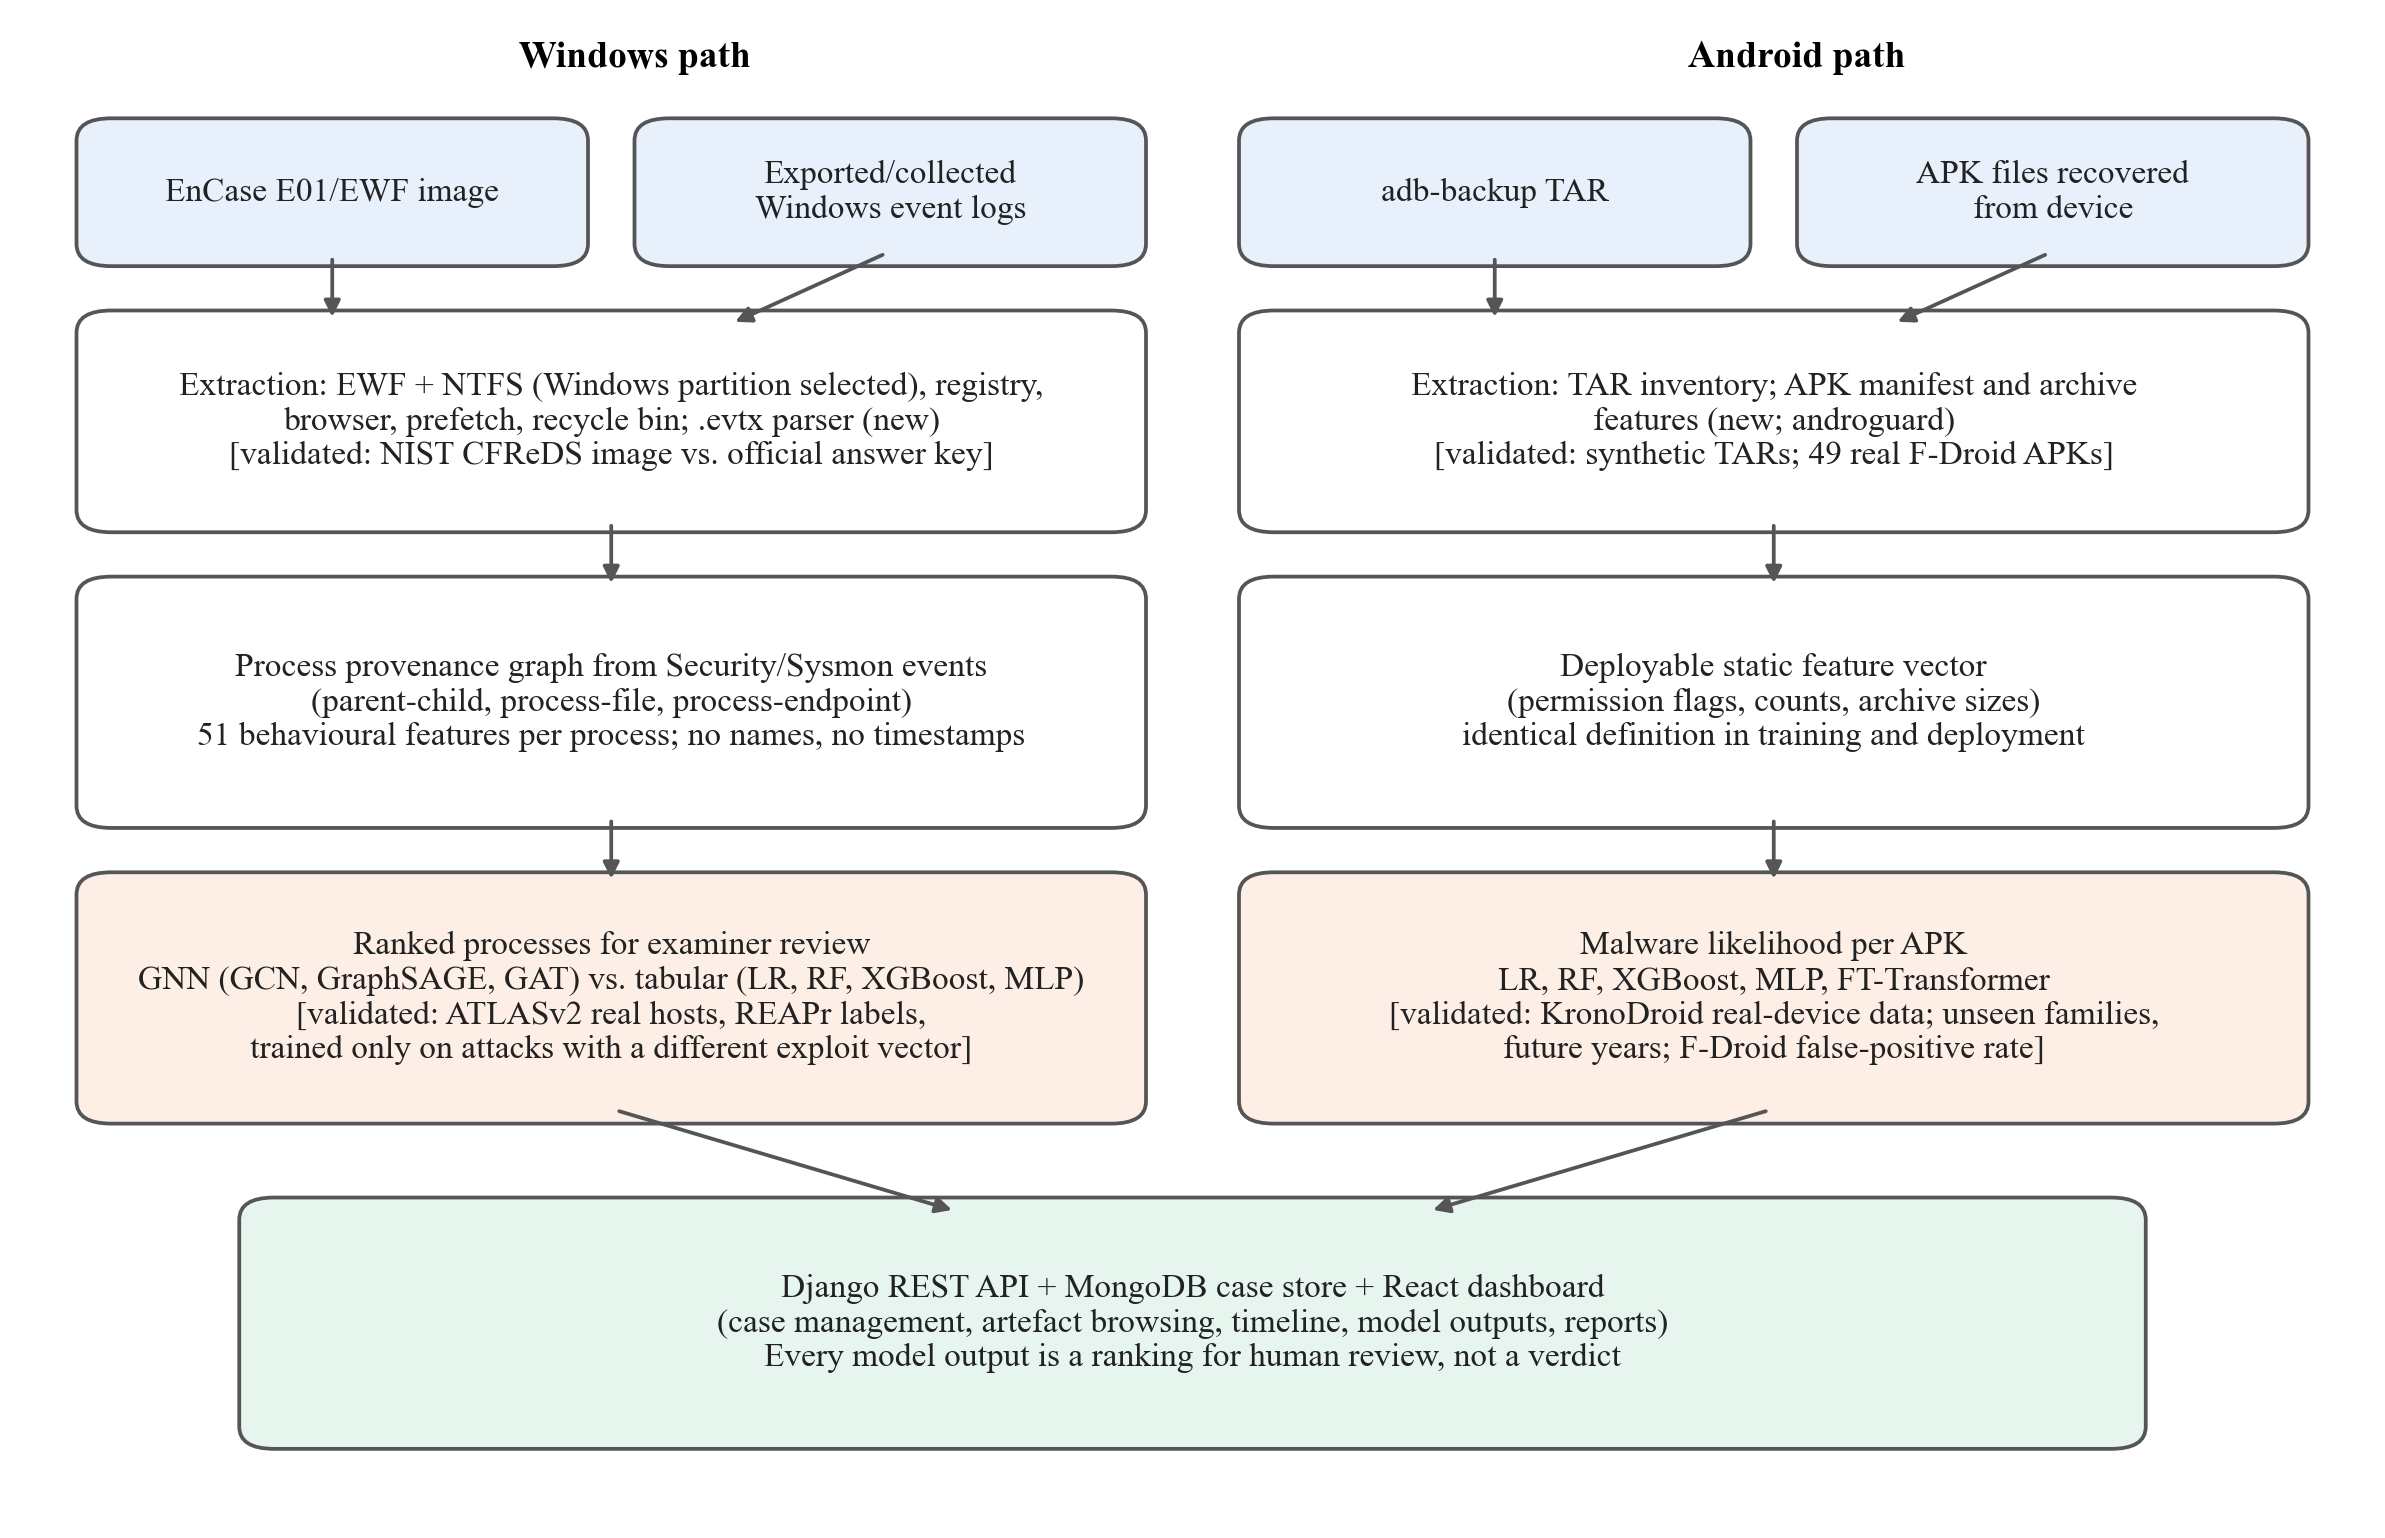 Windows path
Android path
EnCase E01/EWF image
Exported/collected
Windows event logs
adb-backup TAR
APK files recovered
from device
Extraction: EWF + NTFS (Windows partition selected), registry,
browser, prefetch, recycle bin; .evtx parser (new)
[validated: NIST CFReDS image vs. official answer key]
Extraction: TAR inventory; APK manifest and archive
features (new; androguard)
[validated: synthetic TARs; 49 real F-Droid APKs]
Process provenance graph from Security/Sysmon events
(parent-child, process-file, process-endpoint)
51 behavioural features per process; no names, no timestamps
Deployable static feature vector
(permission flags, counts, archive sizes)
identical definition in training and deployment
Ranked processes for examiner review
GNN (GCN, GraphSAGE, GAT) vs. tabular (LR, RF, XGBoost, MLP)
[validated: ATLASv2 real hosts, REAPr labels,
trained only on attacks with a different exploit vector]
Malware likelihood per APK
LR, RF, XGBoost, MLP, FT-Transformer
[validated: KronoDroid real-device data; unseen families,
future years; F-Droid false-positive rate]
Django REST API + MongoDB case store + React dashboard
(case management, artefact browsing, timeline, model outputs, reports)
Every model output is a ranking for human review, not a verdict